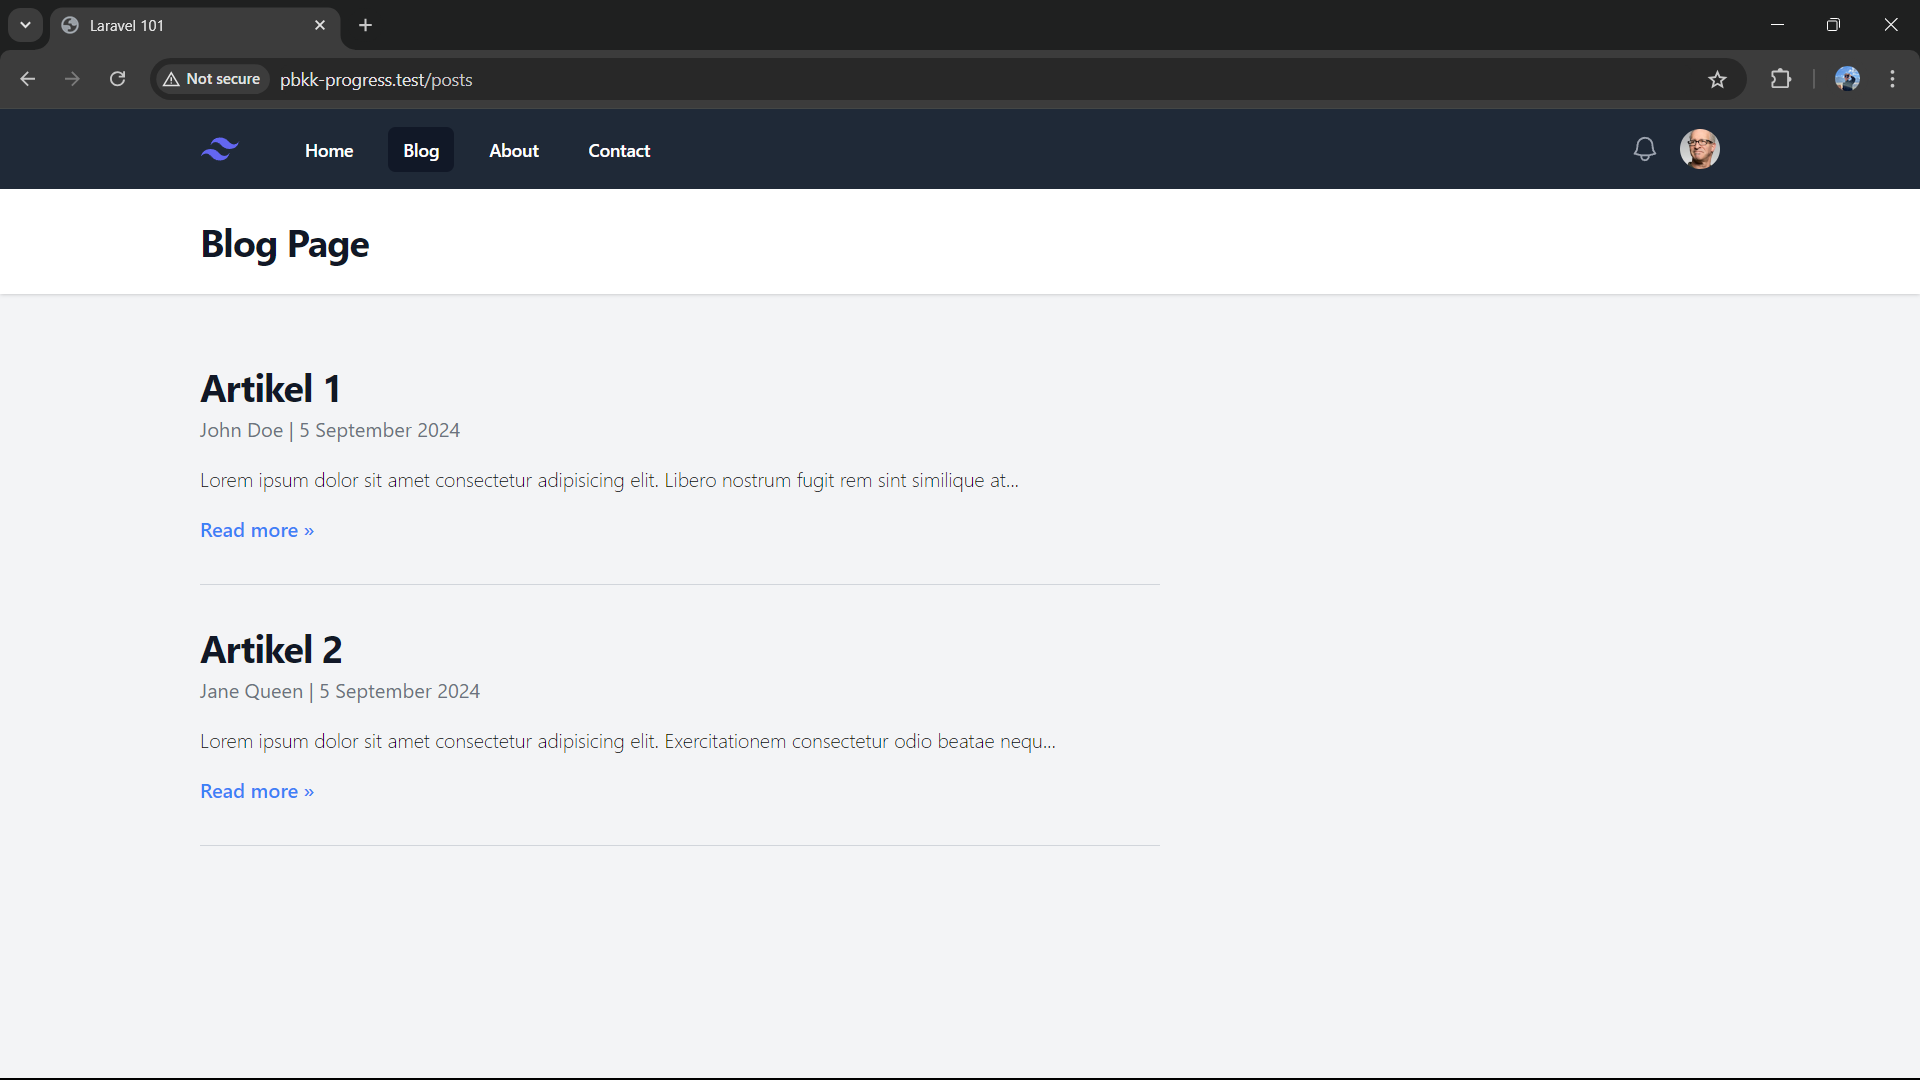 Laravel 101
Not secure
pbkk-progress.test/posts
Home
Blog
About
Contact
Blog Page
Artikel 1
John Doe | 5 September 2024
Lorem ipsum dolor sit amet consectetur adipisicing elit. Libero nostrum fugit rem sint similique at...
Read more »
Artikel 2
Jane Queen | 5 September 2024
Lorem ipsum dolor sit amet consectetur adipisicing elit. Exercitationem consectetur odio beatae nequ...
Read more »